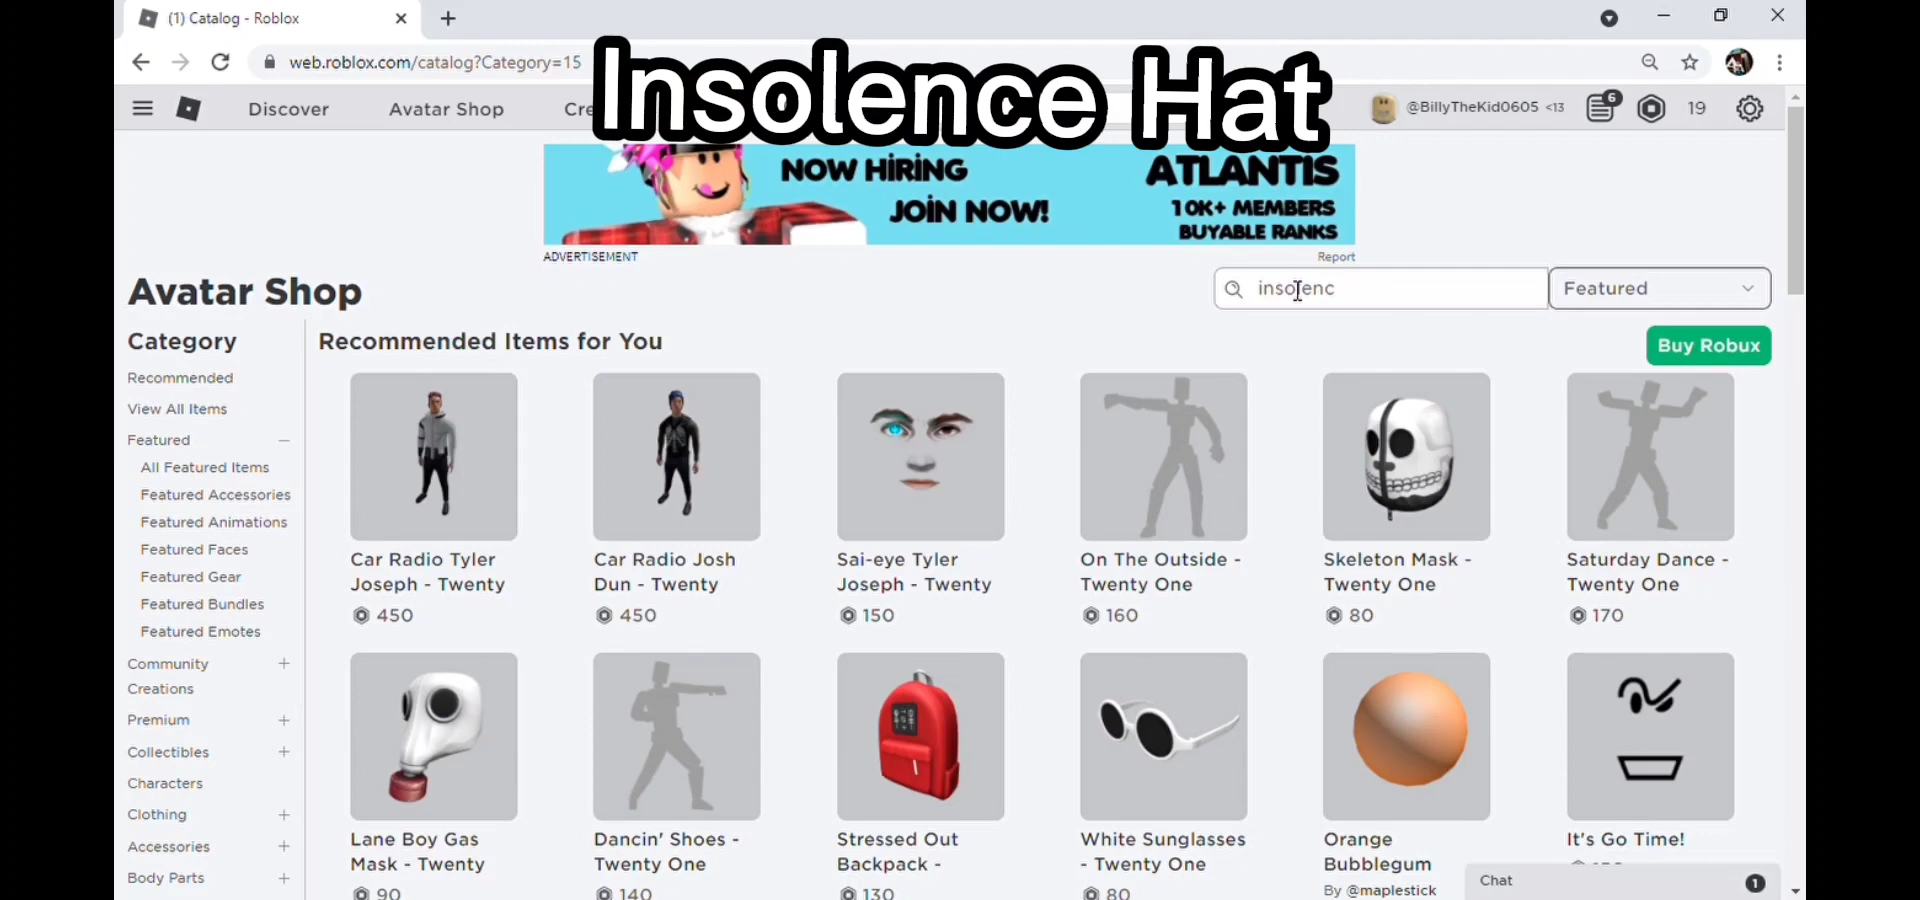 (1) Catalog - Roblox
web.roblox.com/catalog?Category=15
Insolence Hat
Discover
Avatar Shop
@BillyTheKid0605 <13
6
19
NOW HİRİNG
JOİN NOW!
ATLANTIS
10K+ MEMBERS
BUYABLE RANKS
ADVERTISEMENT
Report
Avatar Shop
insolenc
Featured
Category
Recommended Items for You
Buy Robux
Recommended
View All Items
Featured
All Featured Items
Featured Accessories
Featured Animations
Featured Faces
Featured Gear
Featured Bundles
Featured Emotes
Community
Creations
Premium
Collectibles
Characters
Clothing
Accessories
Body Parts
Car Radio Tyler
Joseph - Twenty
450
Car Radio Josh
Dun - Twenty
450
Sai-eye Tyler
Joseph - Twenty
150
On The Outside -
Twenty One
160
Skeleton Mask -
Twenty One
80
Saturday Dance -
Twenty One
170
Lane Boy Gas
Mask - Twenty
90
Dancin' Shoes -
Twenty One
140
Stressed Out
Backpack -
130
White Sunglasses
- Twenty One
80
Orange
Bubblegum
By @maplestick
It's Go Time!
Chat
1